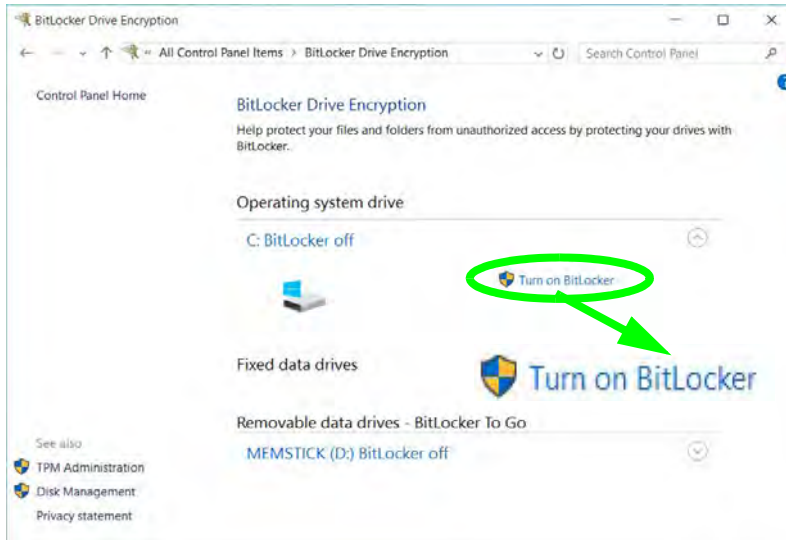 BitLocker Drive Encryption
« All Control Panel Items > BitLocker Drive Encryption
Search Control Panel
Control Panel Home
BitLocker Drive Encryption
Help protect your files and folders from unauthorized access by protecting your drives with
BitLocker.
Operating system drive
C: BitLocker off
Turn on BitLocker
Fixed data drives
Turn on BitLocker
Removable data drives - BitLocker To Go
MEMSTICK (D:) BitLocker off
See also
TPM Administration
Disk Management
Privacy statement